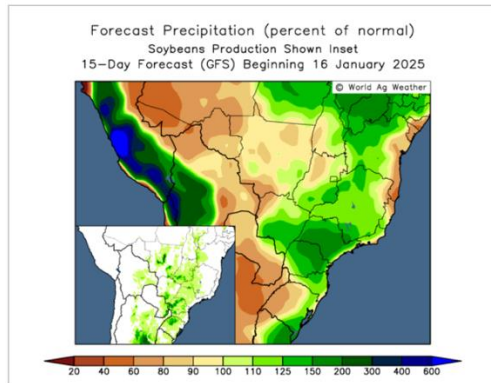 Forecast Precipitation (percent of normal)
Soybeans Production Shown Inset
15-Day Forecast (GFS) Beginning 16 January 2025
© World Ag Weather
20 40 60 80 90 100 110 125 150 200 300 400 600